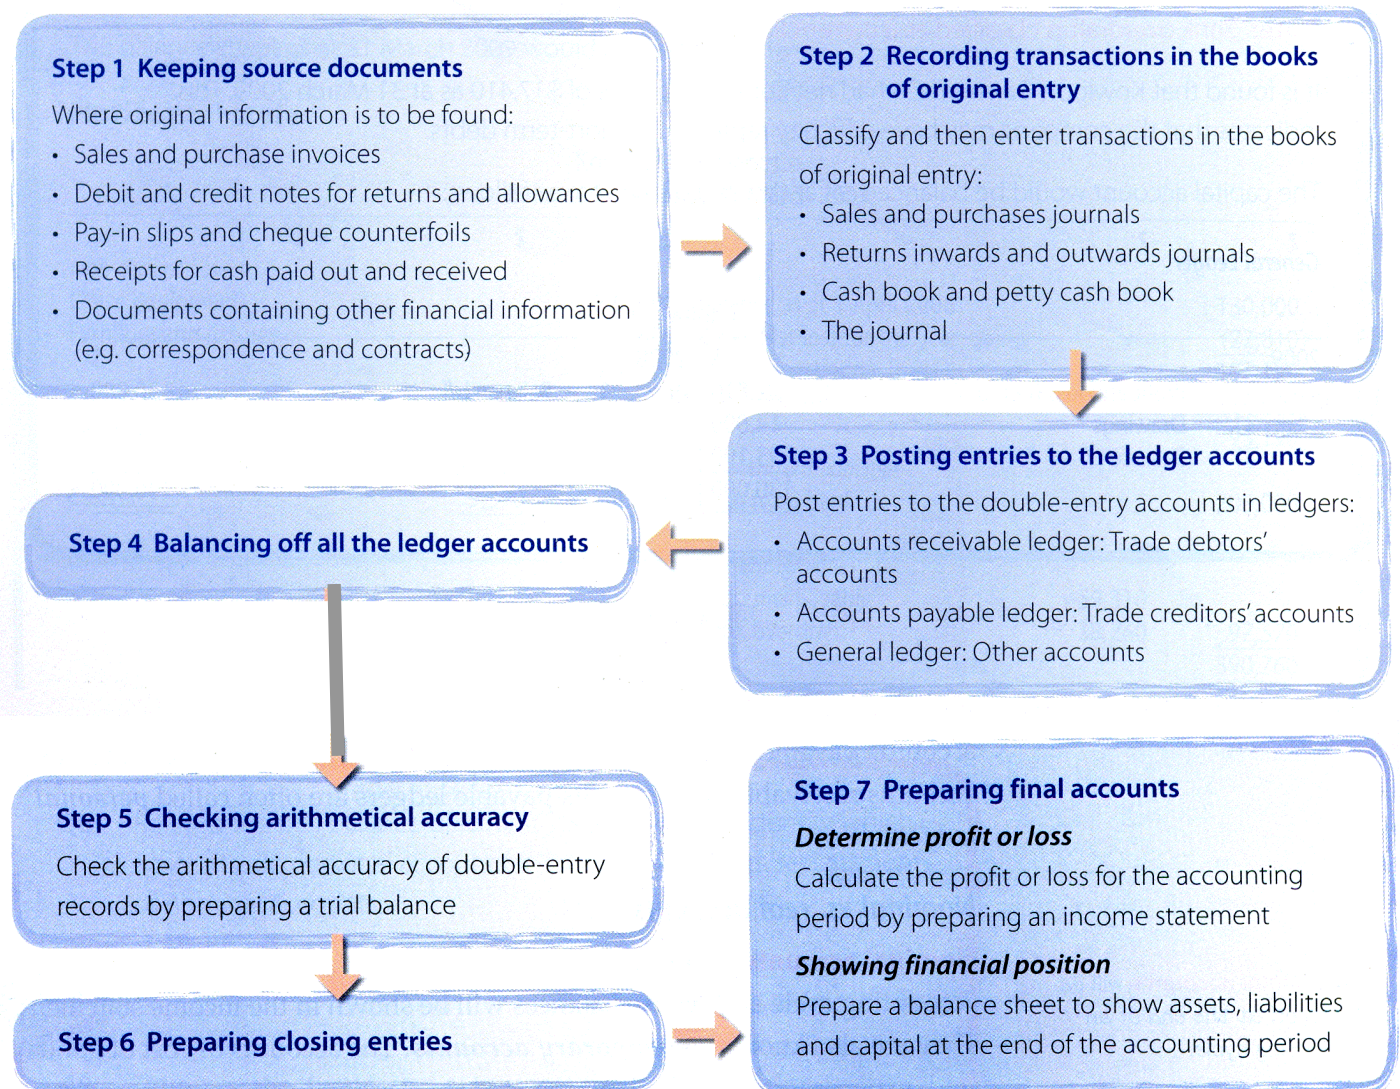 Step 1 Keeping source documents
Where original information is to be found:
• Sales and purchase invoices
• Debit and credit notes for returns and allowances
• Pay-in slips and cheque counterfoils
• Receipts for cash paid out and received
• Documents containing other financial information
(e.g. correspondence and contracts)
Step 2 Recording transactions in the books
of original entry
Classify and then enter transactions in the books
of original entry:
• Sales and purchases journals
• Returns inwards and outwards journals
• Cash book and petty cash book
• The journal
Step 3 Posting entries to the ledger accounts
Post entries to the double-entry accounts in ledgers:
• Accounts receivable ledger: Trade debtors'
accounts
• Accounts payable ledger: Trade creditors' accounts
• General ledger: Other accounts
Step 4 Balancing off all the ledger accounts
Step 5 Checking arithmetical accuracy
Check the arithmetical accuracy of double-entry
records by preparing a trial balance
Step 6 Preparing closing entries
Step 7 Preparing final accounts
Determine profit or loss
Calculate the profit or loss for the accounting
period by preparing an income statement
Showing financial position
Prepare a balance sheet to show assets, liabilities
and capital at the end of the accounting period